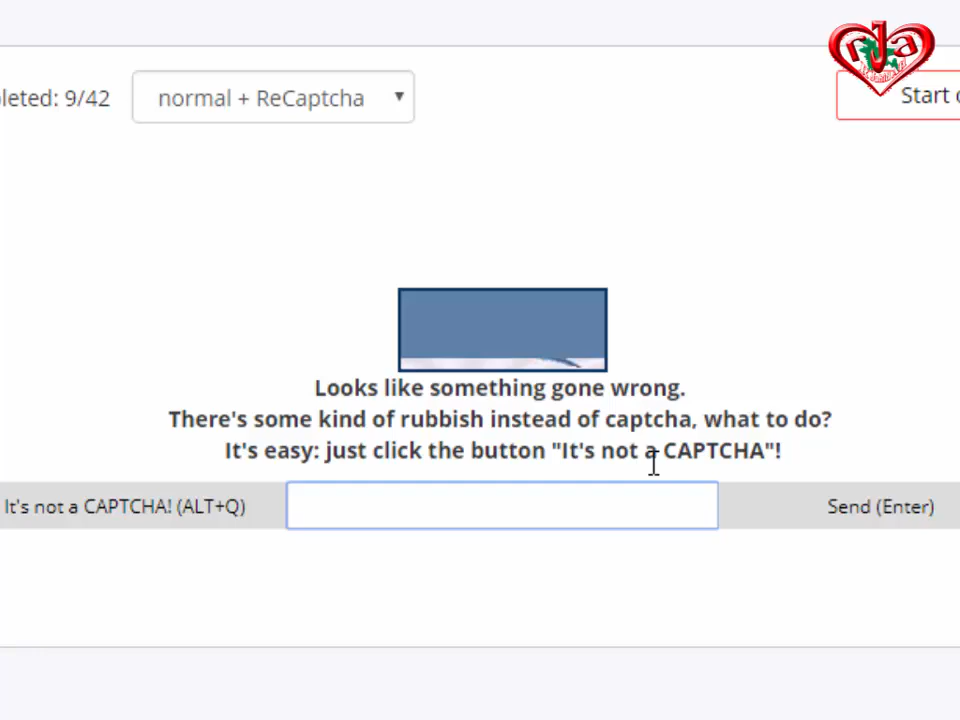 leted: 9/42
normal + ReCaptcha
Start
rJa
Looks like something gone wrong.
There's some kind of rubbish instead of captcha, what to do?
It's easy: just click the button "It's not a CAPTCHA"!
It's not a CAPTCHA! (ALT+Q)
Send (Enter)